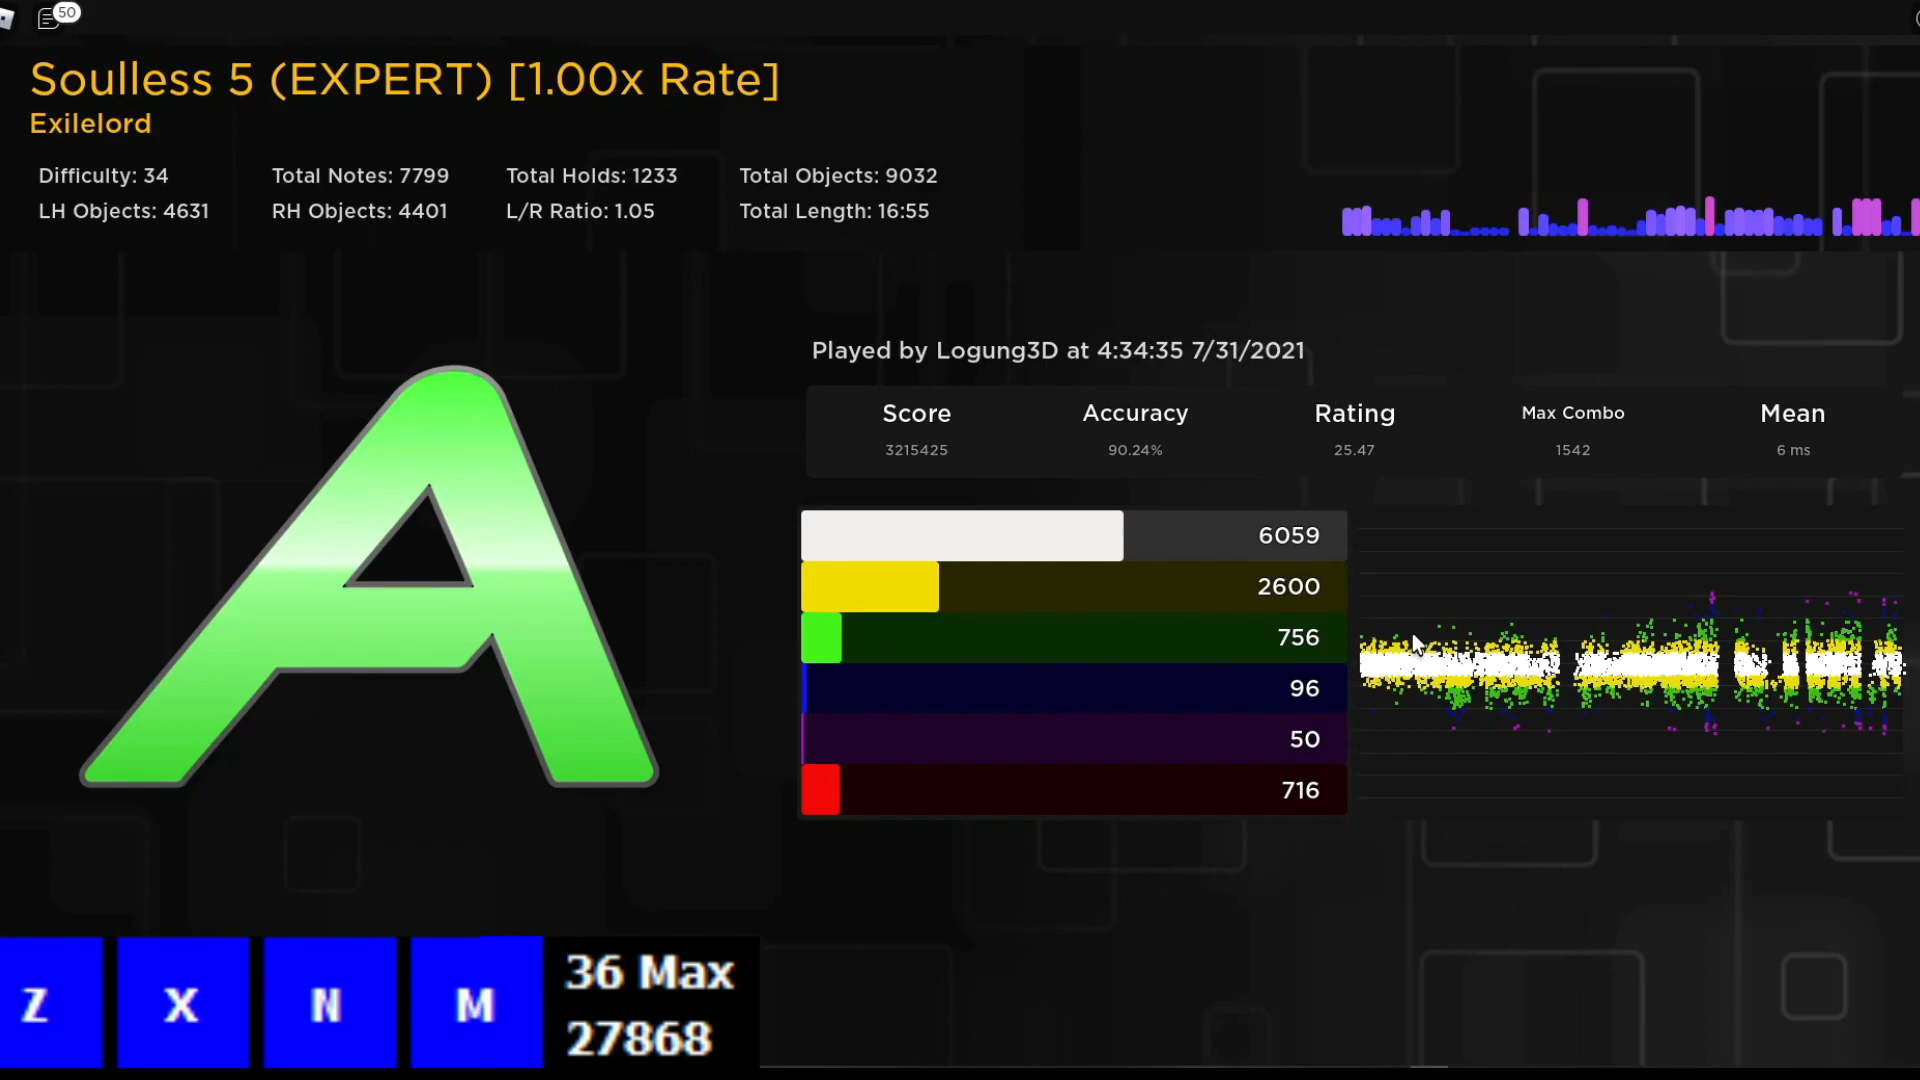 50
Soulless 5 (EXPERT) [1.00x Rate]
Exilelord
Difficulty: 34 Total Notes: 7799 Total Holds: 1233 Total Objects: 9032
LH Objects: 4631 RH Objects: 4401 L/R Ratio: 1.05 Total Length: 16:55
Played by Logung3D at 4:34:35 7/31/2021
Score Accuracy Rating Max Combo Mean
3215425 90.24% 25.47 1542 6 ms
A
6059
2600
756
96
50
716
Z X N M
36 Max
27868